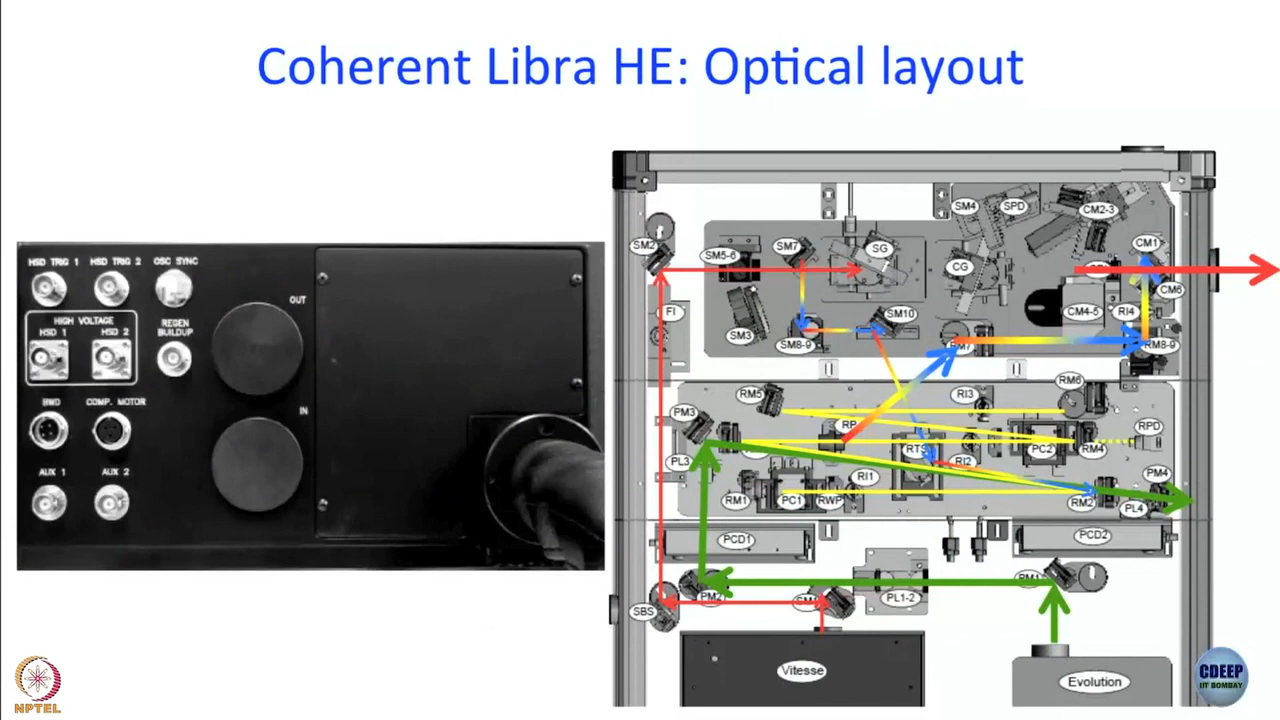 Coherent Libra HE: Optical layout
HSD TRIG 1
HSD TRIG 2
OSC SYNC
HIGH VOLTAGE
HSD 1
HSD 2
REGEN
BUILDUP
OUT
IN
COMP. MOTOR
AUX 1
AUX 2
SM2
SM5-6
SM7
SG
SM4
SPD
CM2-3
CM1
CG
CM6
FI
SM3
SM8-9
SM10
CM4-5
RI4
RM8-9
RM5
RI3
RM6
PM3
RP
RPD
PL3
RI2
PC2
RM4
RI1
PM4
RM1
PC1
RWP
RM2
PL4
PCD1
PCD2
PM2
PL1-2
SBS
Vitesse
Evolution
NPTEL
CDEEP
IIT BOMBAY